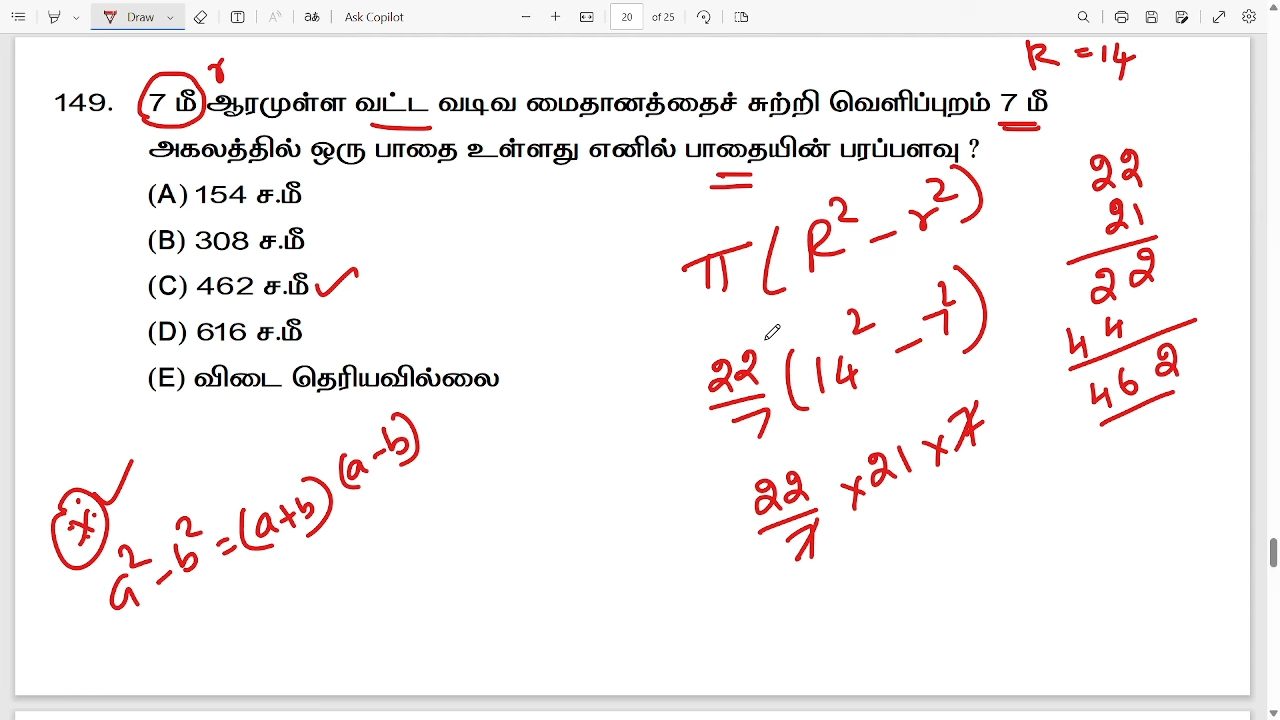 Draw
Ask Copilot
20 of 25
R = 14
r
149. 7 மீ ஆரமுள்ள வட்ட வடிவ மைதானத்தைச் சுற்றி வெளிப்புறம் 7 மீ
அகலத்தில் ஒரு பாதை உள்ளது எனில் பாதையின் பரப்பளவு ?
(A) 154 ச.மீ
(B) 308 ச.மீ
(C) 462 ச.மீ ✓
(D) 616 ச.மீ
(E) விடை தெரியவில்லை
π ( R² – r² )
22/7 ( 14² – 7² )
22/7 × 21 × 7
22
21
22
44
462
a² – b² = (a+b) (a–b)